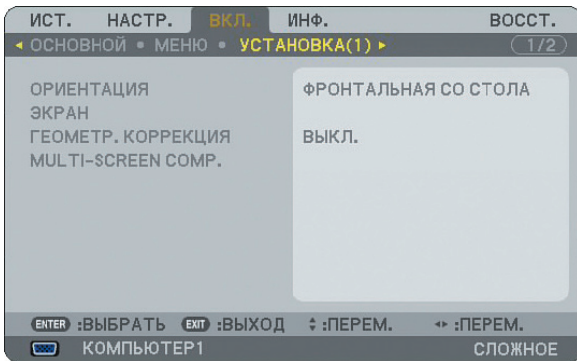 ИСТ. НАСТР. ВКЛ. ИНФ. ВОССТ.
ОСНОВНОЙ • МЕНЮ • УСТАНОВКА(1) 1/2
ОРИЕНТАЦИЯ ФРОНТАЛЬНАЯ СО СТОЛА
ЭКРАН
ГЕОМЕТР. КОРРЕКЦИЯ ВЫКЛ.
MULTI-SCREEN COMP.
ENTER :ВЫБРАТЬ EXIT :ВЫХОД :ПЕРЕМ. :ПЕРЕМ.
КОМПЬЮТЕР1 СЛОЖНОЕ